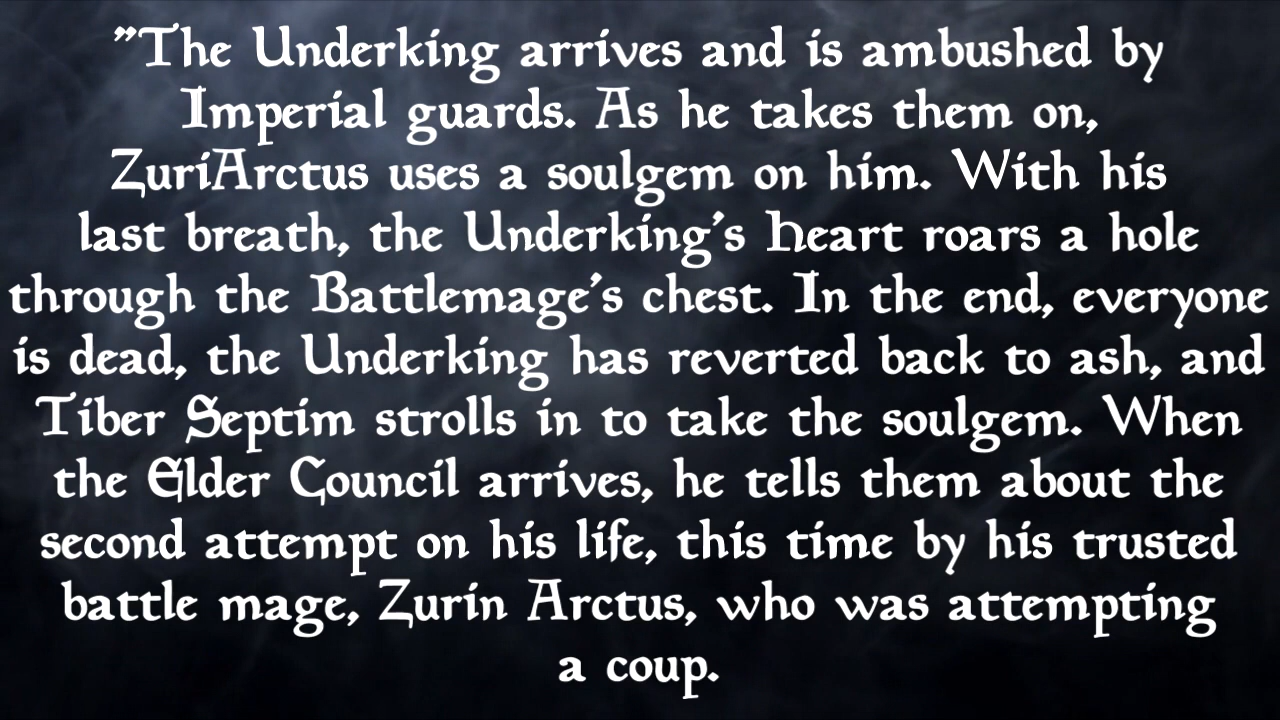 "The Underking arrives and is ambushed by
Imperial guards. As he takes them on,
ZuriArctus uses a soulgem on him. With his
last breath, the Underking's Heart roars a hole
through the Battlemage's chest. In the end, everyone
is dead, the Underking has reverted back to ash, and
Tiber Septim strolls in to take the soulgem. When
the Elder Council arrives, he tells them about the
second attempt on his life, this time by his trusted
battle mage, Zurin Arctus, who was attempting
a coup.